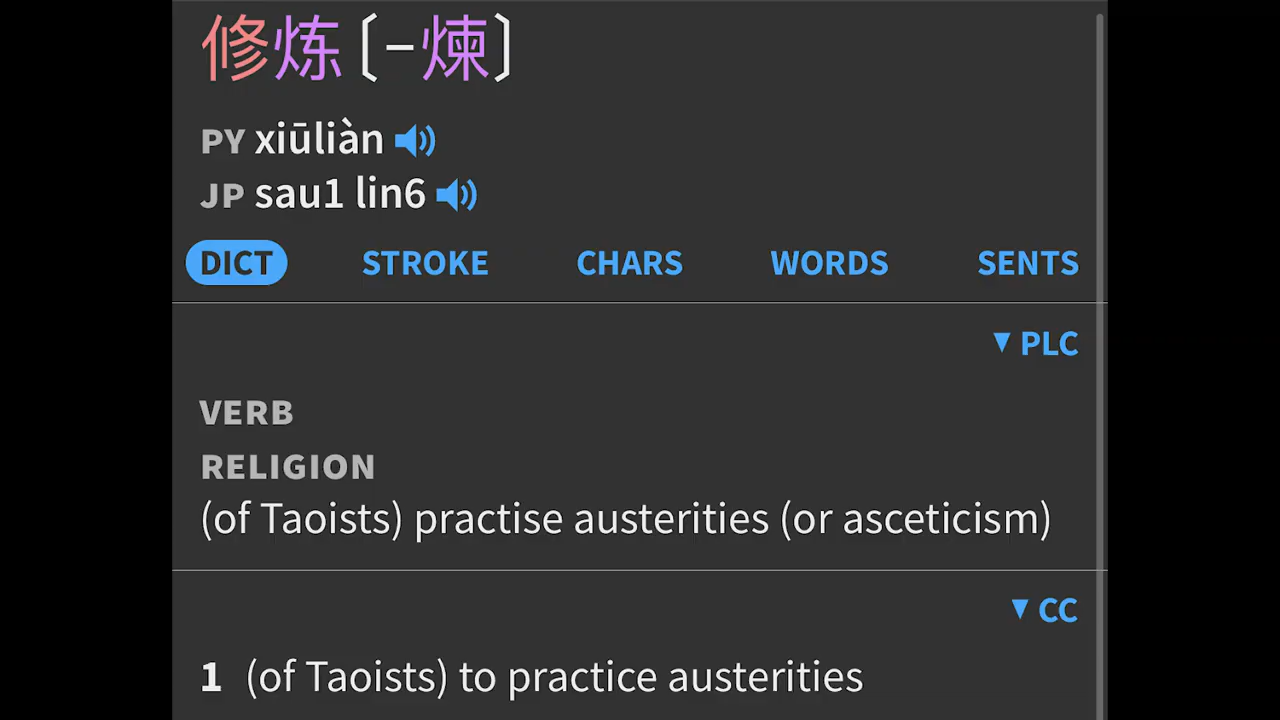 修炼〔-煉〕
PY xiūliàn
JP sau1 lin6
DICT STROKE CHARS WORDS SENTS
▼ PLC
VERB
RELIGION
(of Taoists) practise austerities (or asceticism)
▼ CC
1 (of Taoists) to practice austerities